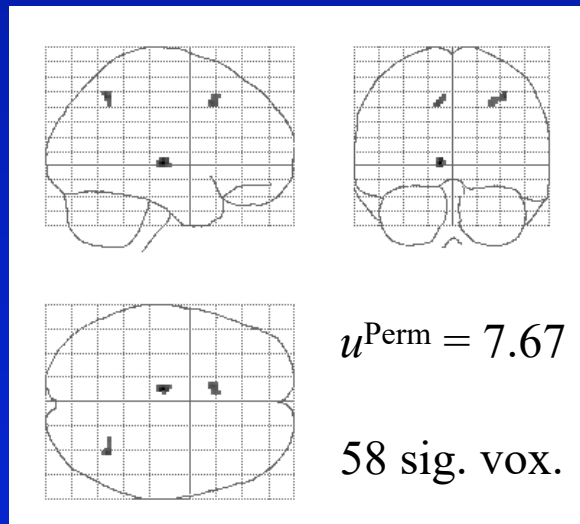 u^Perm = 7.67
58 sig. vox.